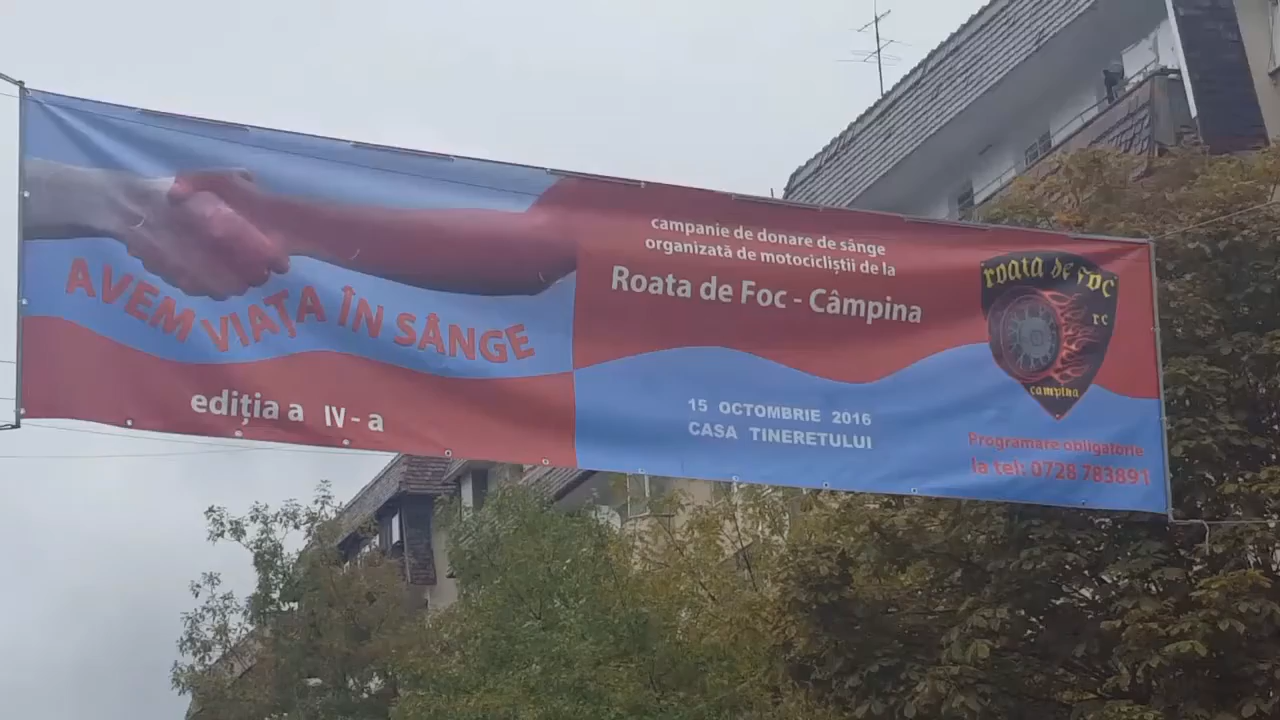 AVEM VIAȚA ÎN SÂNGE
ediția a IV-a
campanie de donare de sânge
organizată de motocicliștii de la
Roata de Foc - Câmpina
15 OCTOMBRIE 2016
CASA TINERETULUI
roata de foc
rc
campina
Programare obligatorie
la tel: 0728 783891